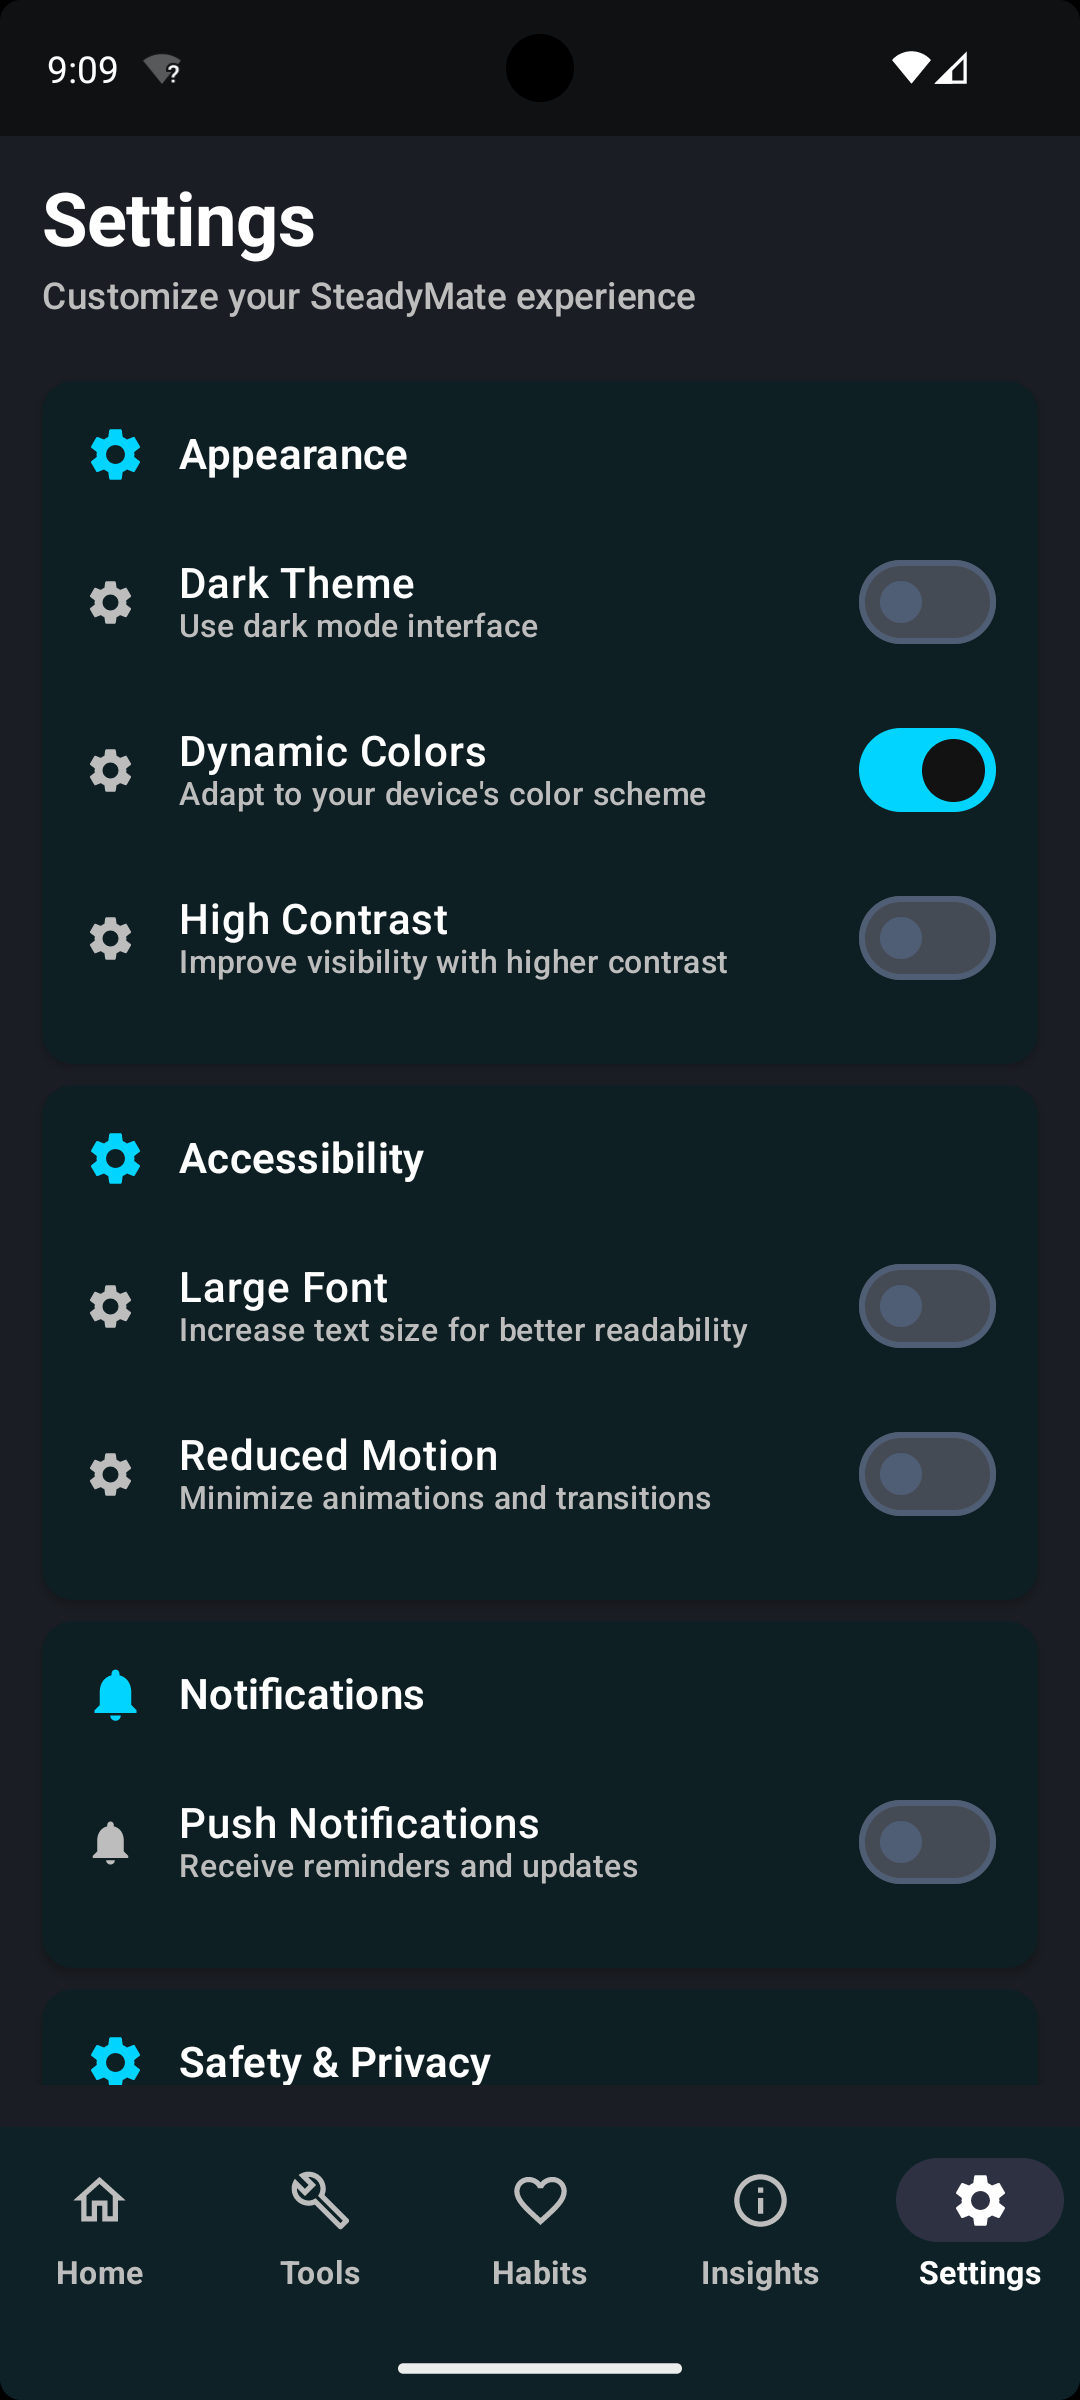 9:09
Settings
Customize your SteadyMate experience
Appearance
Dark Theme
Use dark mode interface
Dynamic Colors
Adapt to your device's color scheme
High Contrast
Improve visibility with higher contrast
Accessibility
Large Font
Increase text size for better readability
Reduced Motion
Minimize animations and transitions
Notifications
Push Notifications
Receive reminders and updates
Safety & Privacy
Home
Tools
Habits
Insights
Settings